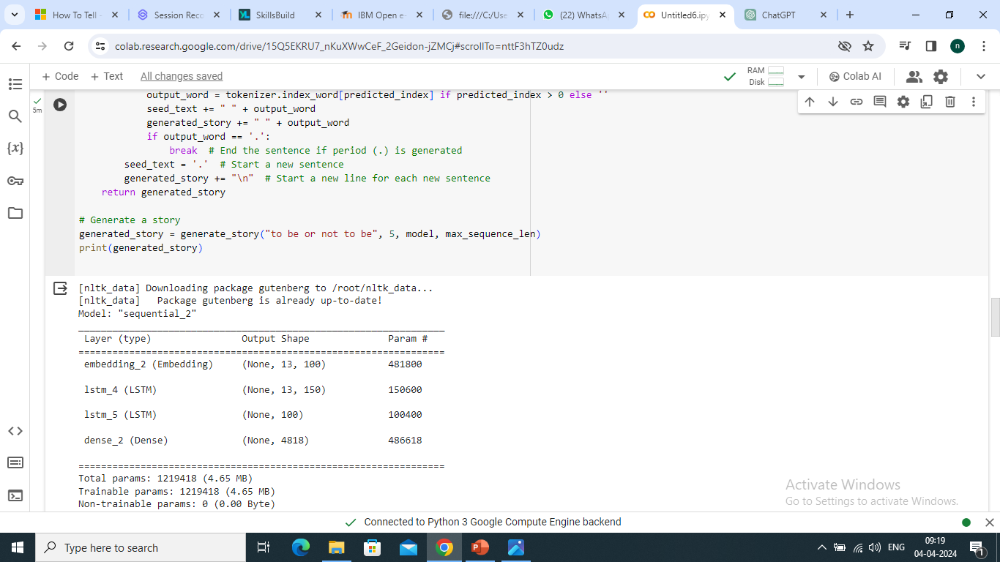 How To Tell
Session Reco
SkillsBuild
IBM Open e
file:///C:/Use
(22) WhatsA
Untitled6.ipy
ChatGPT
colab.research.google.com/drive/15Q5EKRU7_nKuXWwCeF_2Geidon-jZMCj#scrollTo=nttF3hTZ0udz
n
+ Code + Text All changes saved
RAM
Disk
Colab AI
5m
output_word = tokenizer.index_word[predicted_index] if predicted_index > 0 else ''
seed_text += " " + output_word
generated_story += " " + output_word
if output_word == '.':
break # End the sentence if period (.) is generated
seed_text = '.' # Start a new sentence
generated_story += "\n" # Start a new line for each new sentence
return generated_story
# Generate a story
generated_story = generate_story("to be or not to be", 5, model, max_sequence_len)
print(generated_story)
[nltk_data] Downloading package gutenberg to /root/nltk_data...
[nltk_data] Package gutenberg is already up-to-date!
Model: "sequential_2"
Layer (type) Output Shape Param #
=================================================================
embedding_2 (Embedding) (None, 13, 100) 481800
lstm_4 (LSTM) (None, 13, 150) 150600
lstm_5 (LSTM) (None, 100) 100400
dense_2 (Dense) (None, 4818) 486618
=================================================================
Total params: 1219418 (4.65 MB)
Trainable params: 1219418 (4.65 MB)
Non-trainable params: 0 (0.00 Byte)
Activate Windows
Go to Settings to activate Windows.
Connected to Python 3 Google Compute Engine backend
Type here to search
ENG
09:19
04-04-2024
1